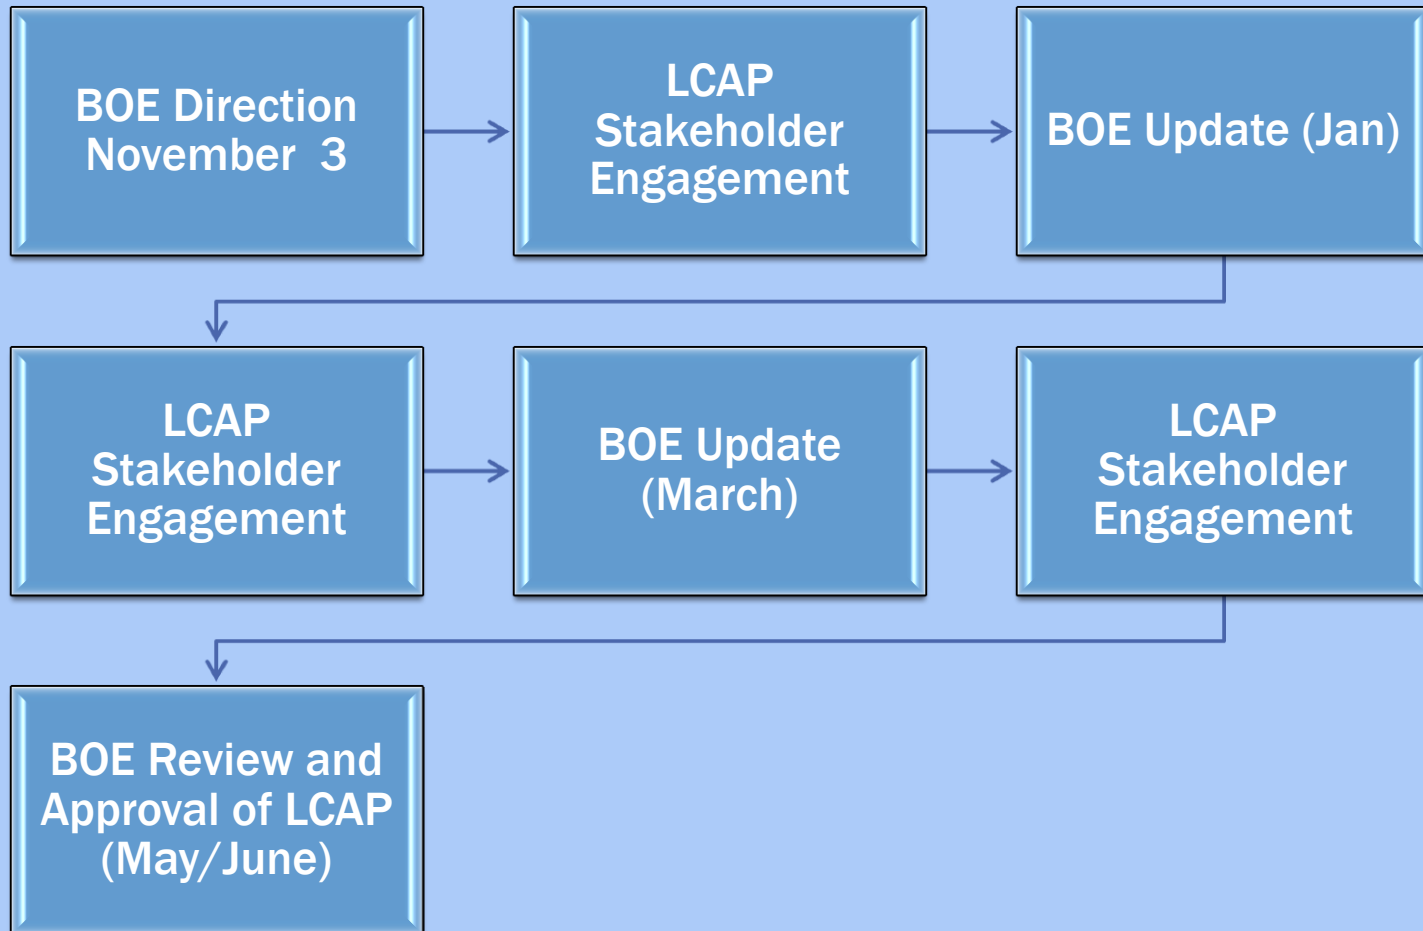 BOE Direction
November 3
LCAP
Stakeholder
Engagement
BOE Update (Jan)
LCAP
Stakeholder
Engagement
BOE Update
(March)
LCAP
Stakeholder
Engagement
BOE Review and
Approval of LCAP
(May/June)